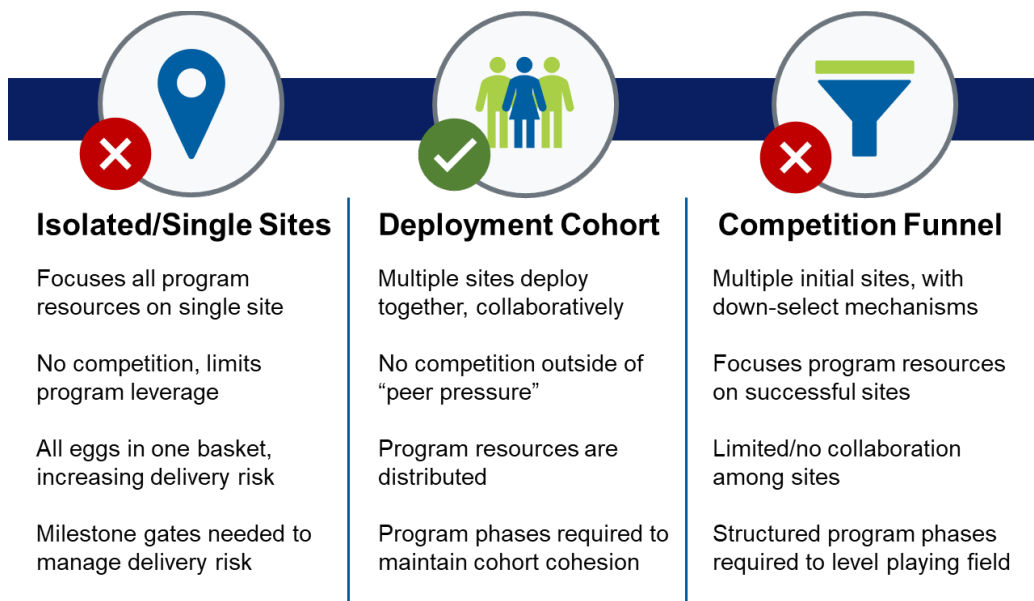 Isolated/Single Sites
Focuses all program
resources on single site
No competition, limits
program leverage
All eggs in one basket,
increasing delivery risk
Milestone gates needed to
manage delivery risk
Deployment Cohort
Multiple sites deploy
together, collaboratively
No competition outside of
“peer pressure”
Program resources are
distributed
Program phases required to
maintain cohort cohesion
Competition Funnel
Multiple initial sites, with
down-select mechanisms
Focuses program resources
on successful sites
Limited/no collaboration
among sites
Structured program phases
required to level playing field